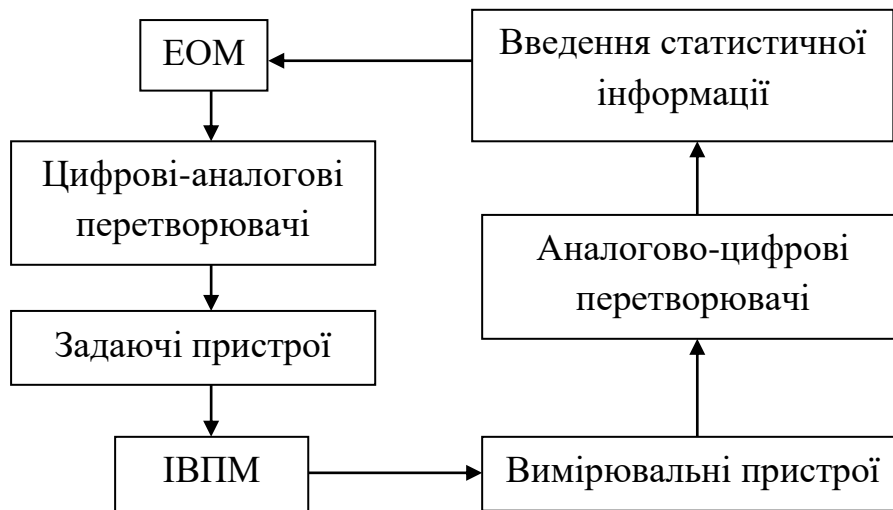 ЕОМ
Введення статистичної
інформації
Цифрові-аналогові
перетворювачі
Аналогово-цифрові
перетворювачі
Задаючі пристрої
ІВПМ
Вимірювальні пристрої